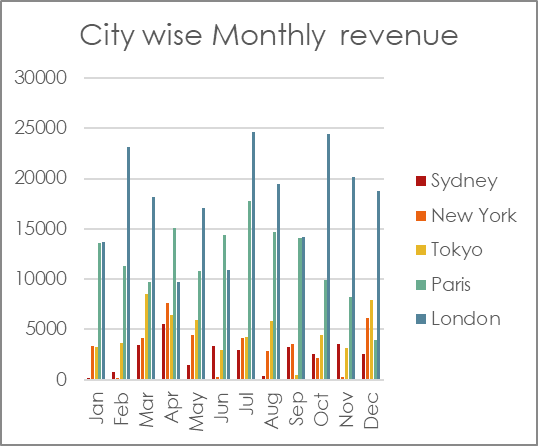 City wise Monthly revenue
30000
25000
20000
15000
10000
5000
0
Jan Feb Mar Apr May Jun Jul Aug Sep Oct Nov Dec
Sydney
New York
Tokyo
Paris
London